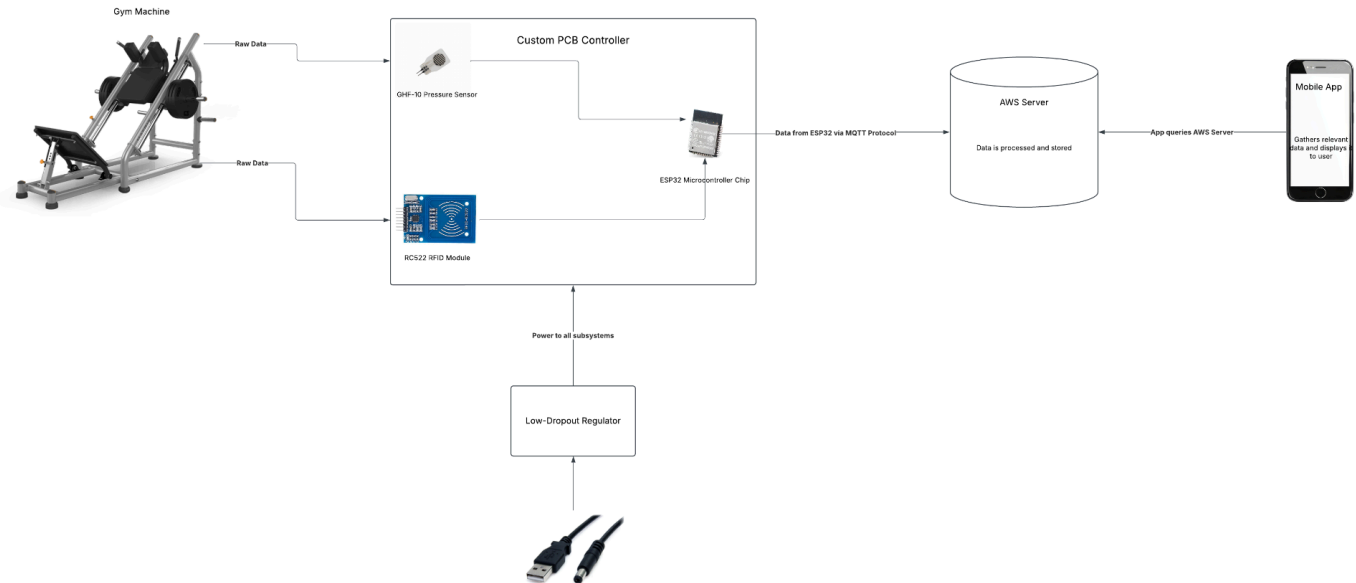 Gym Machine
Raw Data
Custom PCB Controller
GHF-10 Pressure Sensor
ESP32 Microcontroller Chip
Data from ESP32 via MQTT Protocol
AWS Server
Data is processed and stored
App queries AWS Server
Mobile App
Gathers relevant
data and displays
to user
Raw Data
RC522 RFID Module
Power to all subsystems
Low-Dropout Regulator